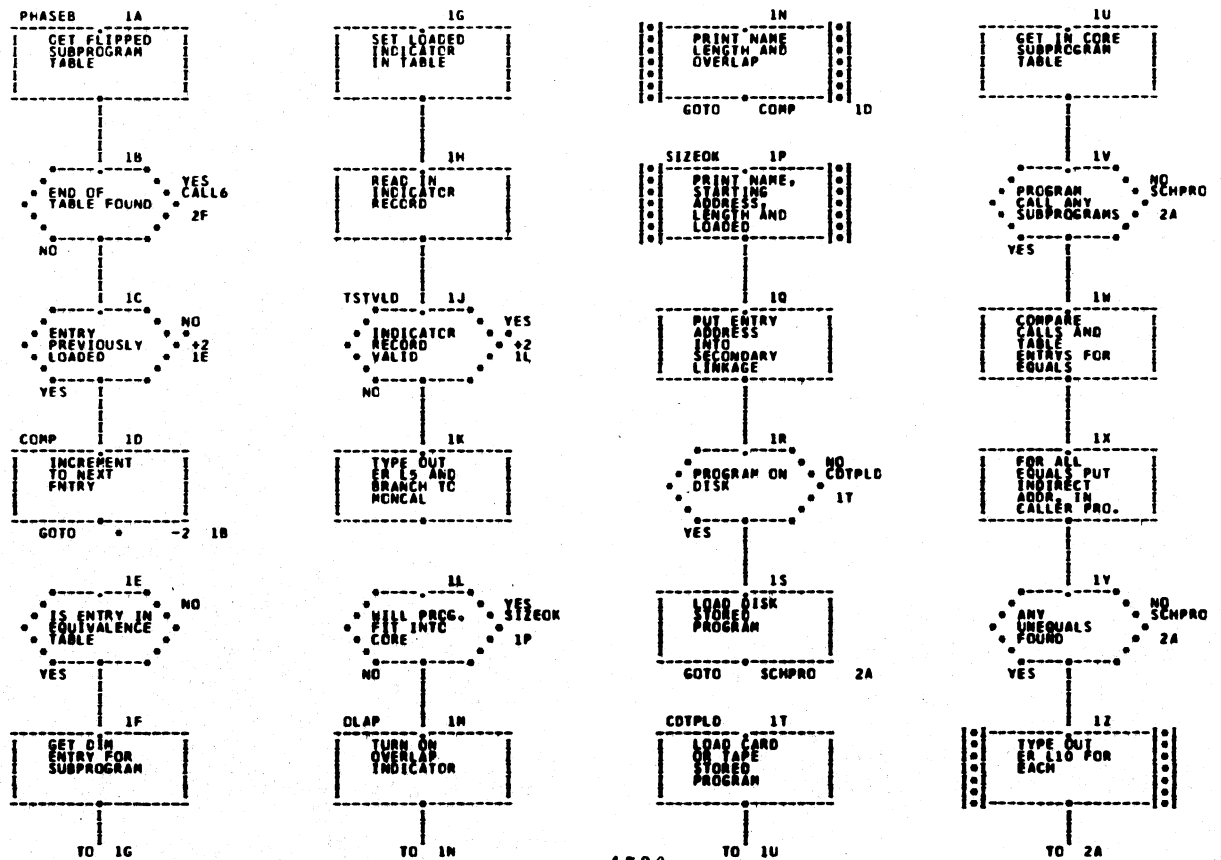 PHASEB 1A
GET FLIPPED
SUBPROGRAM
TABLE
1B
END OF
TABLE FOUND
YES
CALL6
2F
NO
1C
ENTRY
PREVIOUSLY
LOADED
NO
+2
1E
YES
COMP 1D
INCREMENT
TO NEXT
ENTRY
GOTO * -2 1B
1E
IS ENTRY IN
EQUIVALENCE
TABLE
NO
YES
1F
GET DIM
ENTRY FOR
SUBPROGRAM
TO 1G
1G
SET LOADED
INDICATOR
IN TABLE
1H
READ IN
INDICATOR
RECORD
TSTVLD 1J
INDICATOR
RECORD
VALID
YES
+2
1L
NO
1K
TYPE OUT
ER L5 AND
BRANCH TO
MONCAL
1L
WILL PROG.
FIT INTO
CORE
YES
SIZEOK
1P
NO
OLAP 1M
TURN ON
OVERLAP
INDICATOR
TO 1N
1N
PRINT NAME
LENGTH AND
OVERLAP
GOTO COMP 1D
SIZEOK 1P
PRINT NAME,
STARTING
ADDRESS,
LENGTH AND
LOADED
1Q
PUT ENTRY
ADDRESS
INTO
SECONDARY
LINKAGE
1R
PROGRAM ON
DISK
NO
CDTPLD
1T
YES
1S
LOAD DISK
STORED
PROGRAM
GOTO SCHPRO 2A
CDTPLD 1T
LOAD CARD
OR TAPE
STORED
PROGRAM
TO 1U
1U
GET IN CORE
SUBPROGRAM
TABLE
1V
PROGRAM
CALL ANY
SUBPROGRAMS
NO
SCHPRO
2A
YES
1W
COMPARE
CALLS AND
TABLE
ENTRYS FOR
EQUALS
1X
FOR ALL
EQUALS PUT
INDIRECT
ADDR. IN
CALLER PRO.
1Y
ANY
UNEQUALS
FOUND
NO
SCHPRO
2A
YES
1Z
TYPE OUT
ER L10 FOR
EACH
TO 2A